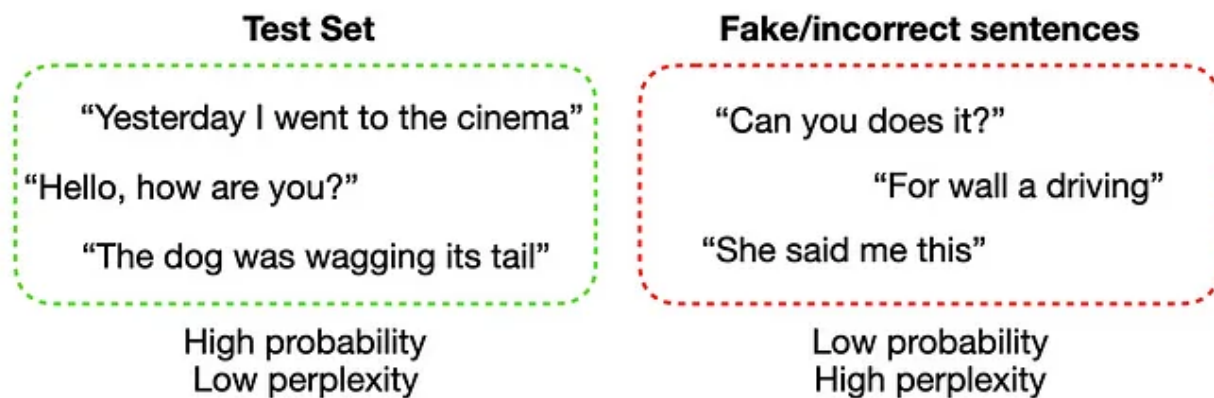 Test Set
“Yesterday I went to the cinema”
“Hello, how are you?”
“The dog was wagging its tail”
High probability
Low perplexity
Fake/incorrect sentences
“Can you does it?”
“For wall a driving”
“She said me this”
Low probability
High perplexity